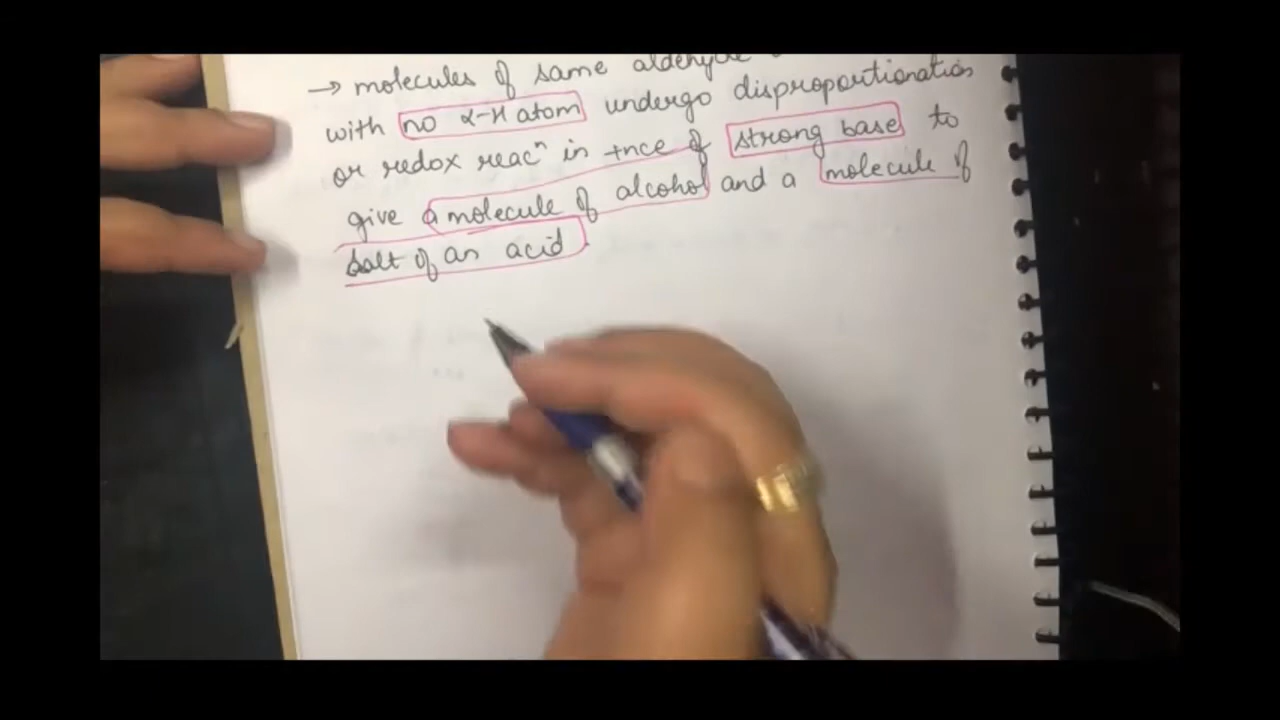 → molecules of same aldehyde
with no α-H atom undergo disproportionation
or redox reacⁿ in +nce of strong base to
give a molecule of alcohol and a molecule of
salt of an acid.